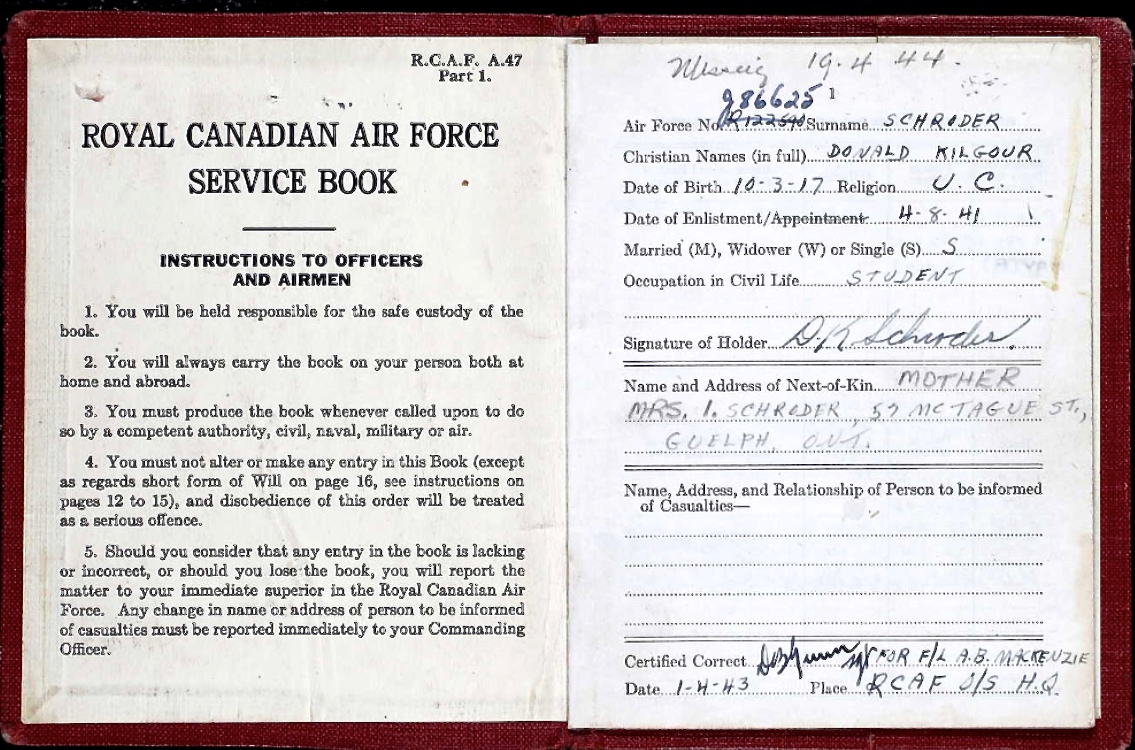 R.C.A.F. A.47
Part 1.
ROYAL CANADIAN AIR FORCE
SERVICE BOOK
INSTRUCTIONS TO OFFICERS
AND AIRMEN
1. You will be held responsible for the safe custody of the
book.
2. You will always carry the book on your person both at
home and abroad.
3. You must produce the book whenever called upon to do
so by a competent authority, civil, naval, military or air.
4. You must not alter or make any entry in this Book (except
as regards short form of Will on page 16, see instructions on
pages 12 to 15), and disobedience of this order will be treated
as a serious offence.
5. Should you consider that any entry in the book is lacking
or incorrect, or should you lose the book, you will report the
matter to your immediate superior in the Royal Canadian Air
Force. Any change in name or address of person to be informed
of casualties must be reported immediately to your Commanding
Officer.
Missing 19.4 44.
J86625 1
Air Force No. R122690 Surname SCHRODER
Christian Names (in full) DONALD KILGOUR
Date of Birth 10-3-17 Religion U.C.
Date of Enlistment/Appointment 4-8-41
Married (M), Widower (W) or Single (S) S
Occupation in Civil Life STUDENT
Signature of Holder D.K Schroder.
Name and Address of Next-of-Kin MOTHER
MRS. I. SCHRODER, 57 MCTAGUE ST.,
GUELPH, ONT.
Name, Address, and Relationship of Person to be informed
of Casualties—
Certified Correct Sgt FOR F/L A.B. MACKENZIE
Date 1-4-43 Place RCAF O/S H.Q.